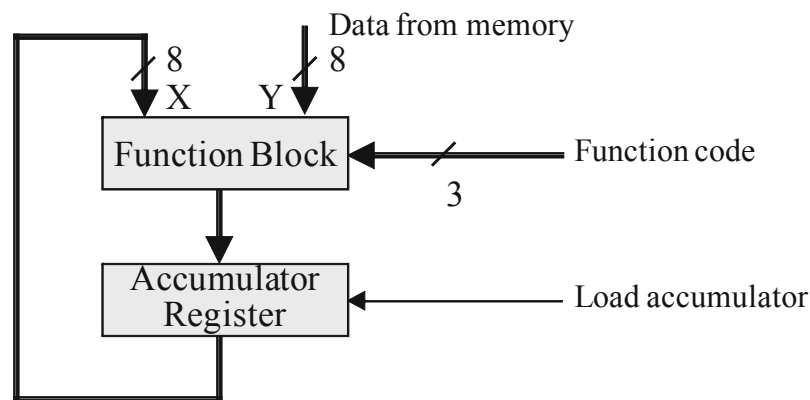 Data from memory
8
8
X
Y
Function Block
Function code
3
Accumulator
Register
Load accumulator